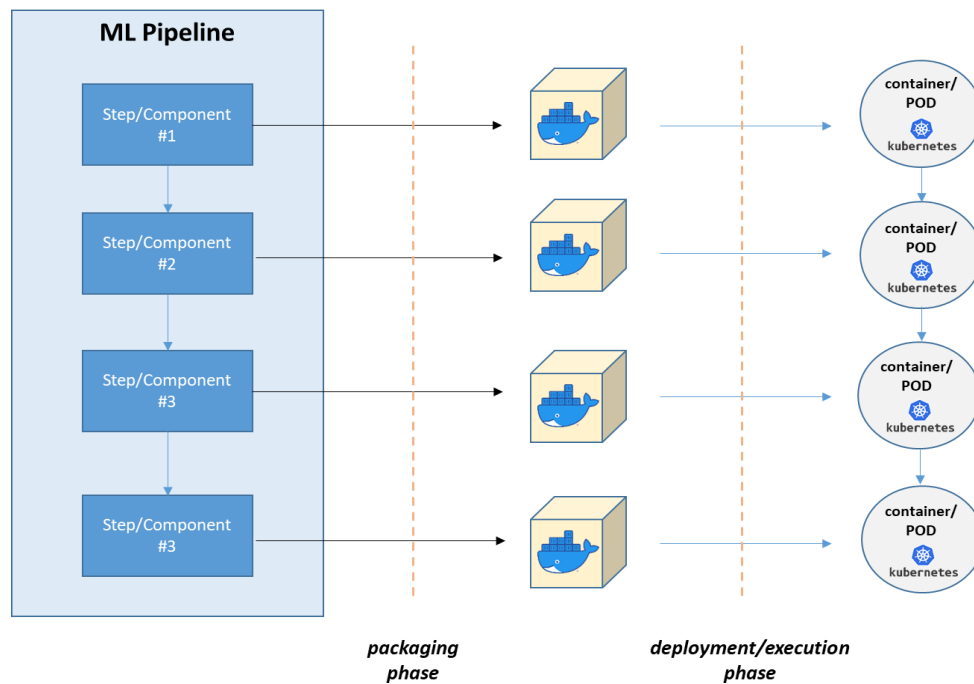 ML Pipeline
Step/Component
#1
container/
POD
kubernetes
Step/Component
#2
container/
POD
kubernetes
Step/Component
#3
container/
POD
kubernetes
Step/Component
#3
container/
POD
kubernetes
packaging
phase
deployment/execution
phase